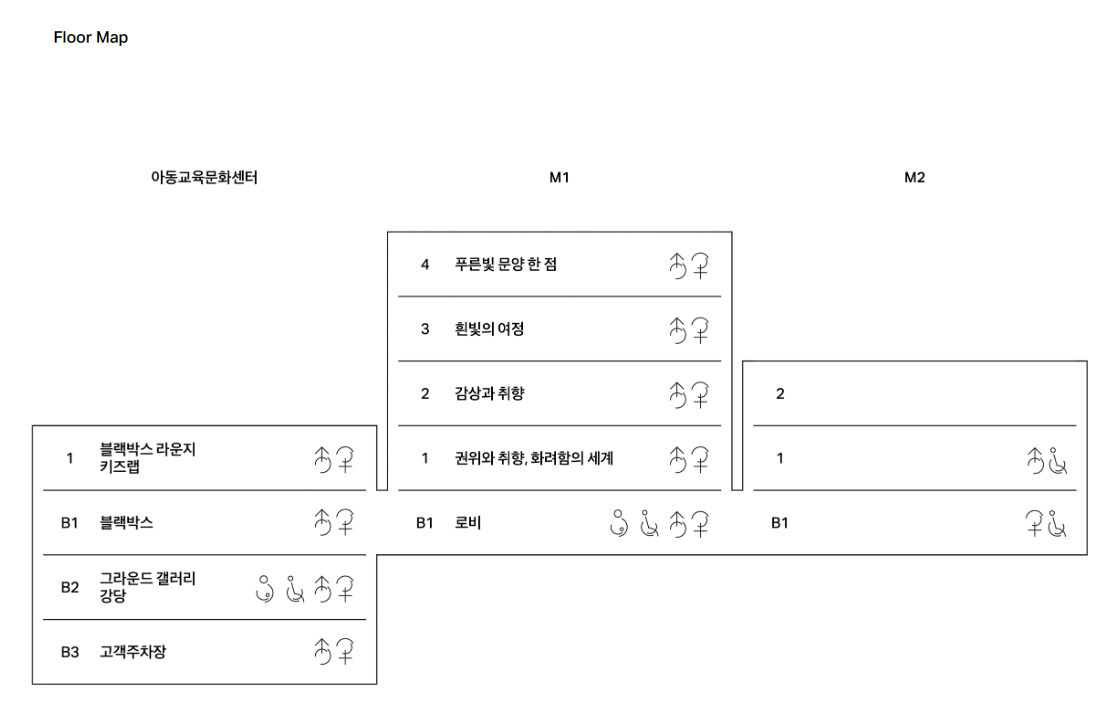 Floor Map
아동교육문화센터
M1
M2
4 푸른빛 문양 한 점
3 흰빛의 여정
2 감상과 취향
2
1 블랙박스 라운지
키즈랩
1 권위와 취향, 화려함의 세계
1
B1 블랙박스
B1 로비
B1
B2 그라운드 갤러리
강당
B3 고객주차장